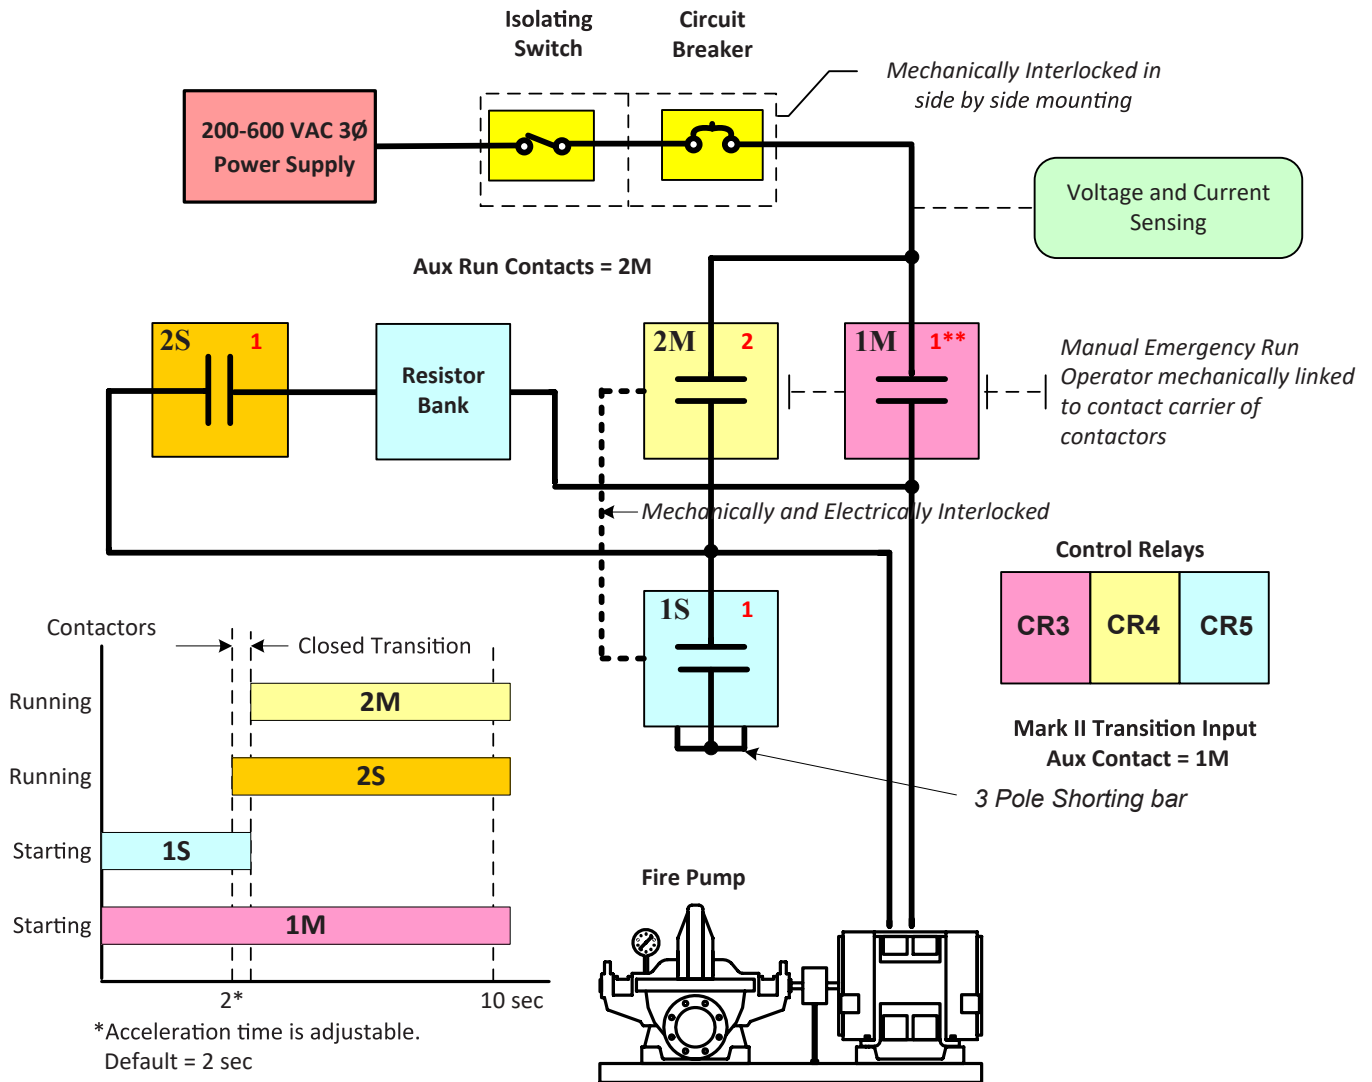 Isolating
Switch
Circuit
Breaker
Mechanically Interlocked in
side by side mounting
200-600 VAC 3Ø
Power Supply
Voltage and Current
Sensing
Aux Run Contacts = 2M
2S 1
Resistor
Bank
2M 2
1M 1**
Manual Emergency Run
Operator mechanically linked
to contact carrier of
contactors
Mechanically and Electrically Interlocked
Control Relays
CR3 CR4 CR5
1S 1
Mark II Transition Input
Aux Contact = 1M
3 Pole Shorting bar
Contactors
Closed Transition
Running 2M
Running 2S
Starting 1S
Starting 1M
2* 10 sec
*Acceleration time is adjustable.
Default = 2 sec
Fire Pump